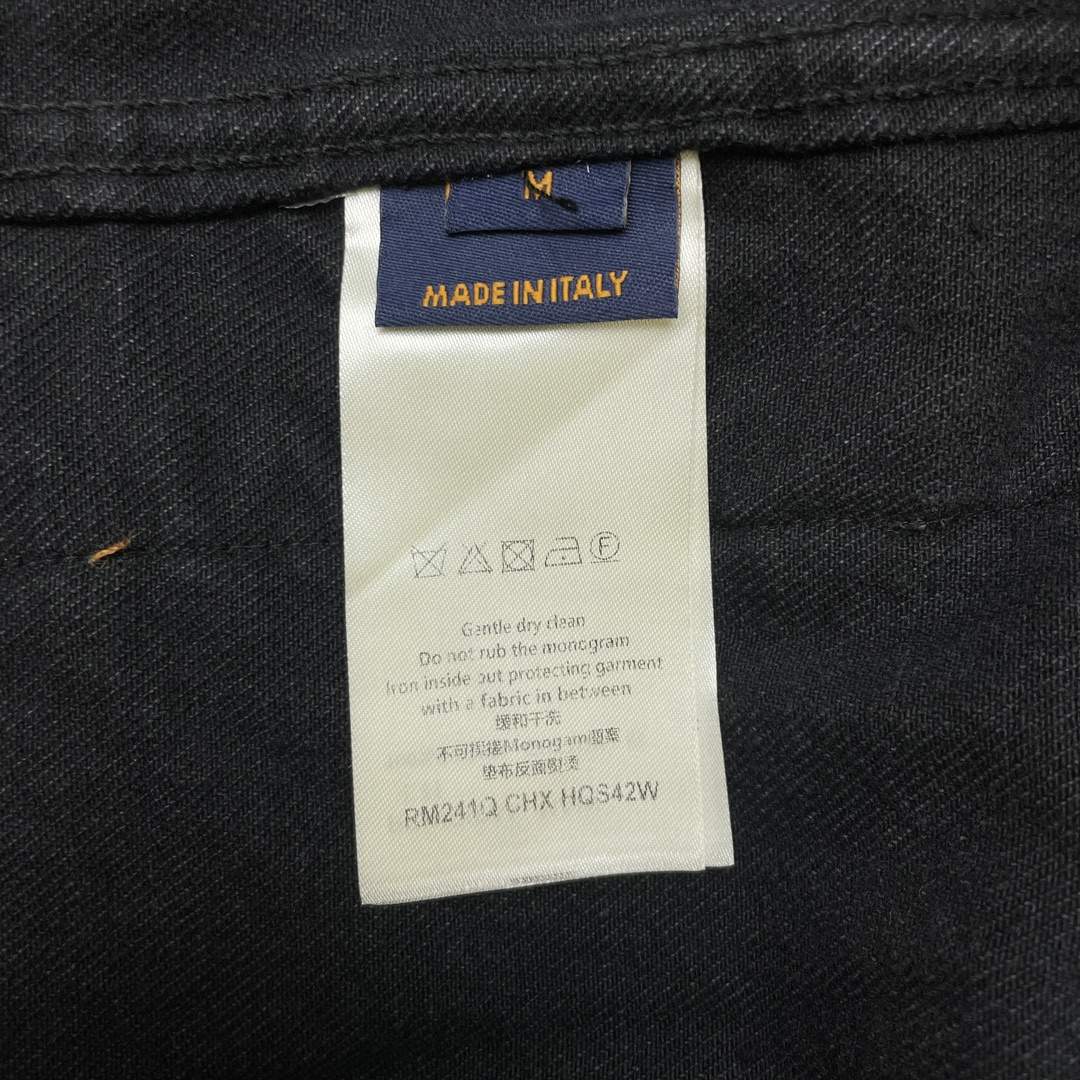 M
MADE IN ITALY
F
Gentle dry clean
Do not rub the monogram
Iron inside out protecting garment
with a fabric in between
缓和干洗
不可摸搓Monogam图案
垫布反面熨烫
RM241Q CHX HQS42W